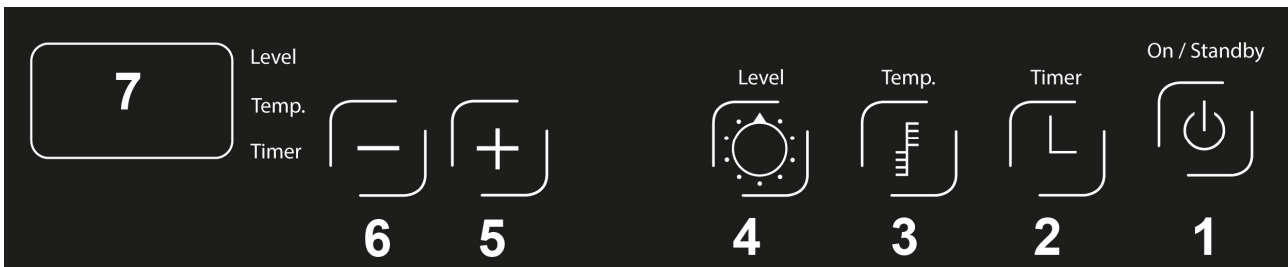 On / Standby
7
Level
Temp.
Timer
Level
Temp.
Timer
6
5
4
3
2
1